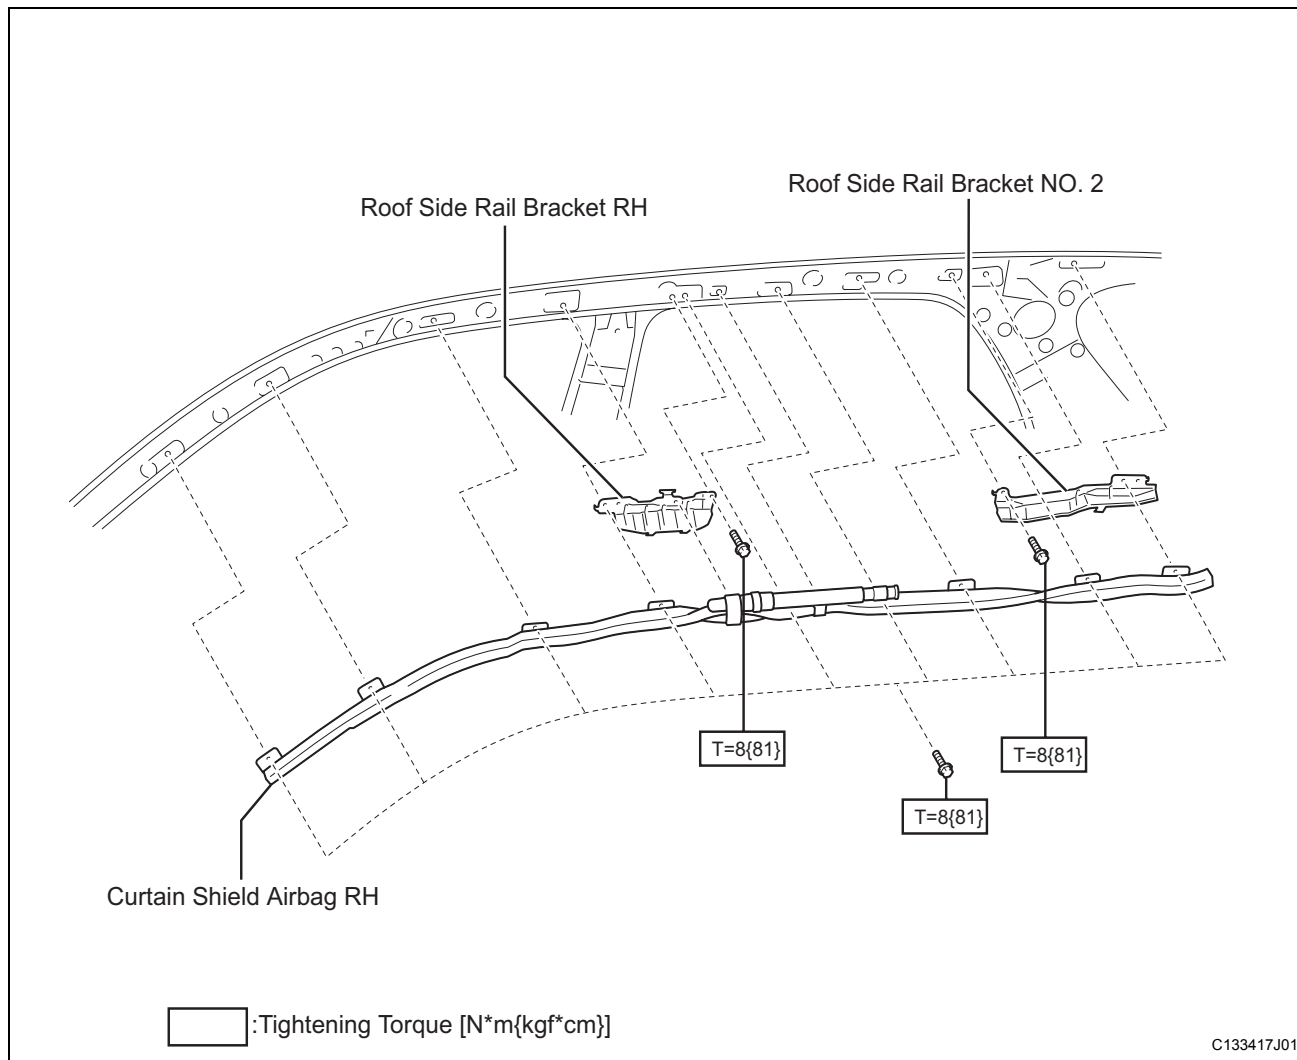 Roof Side Rail Bracket NO. 2
Roof Side Rail Bracket RH
T=8{81}
T=8{81}
T=8{81}
Curtain Shield Airbag RH
:Tightening Torque [N*m{kgf*cm}]
C133417J01